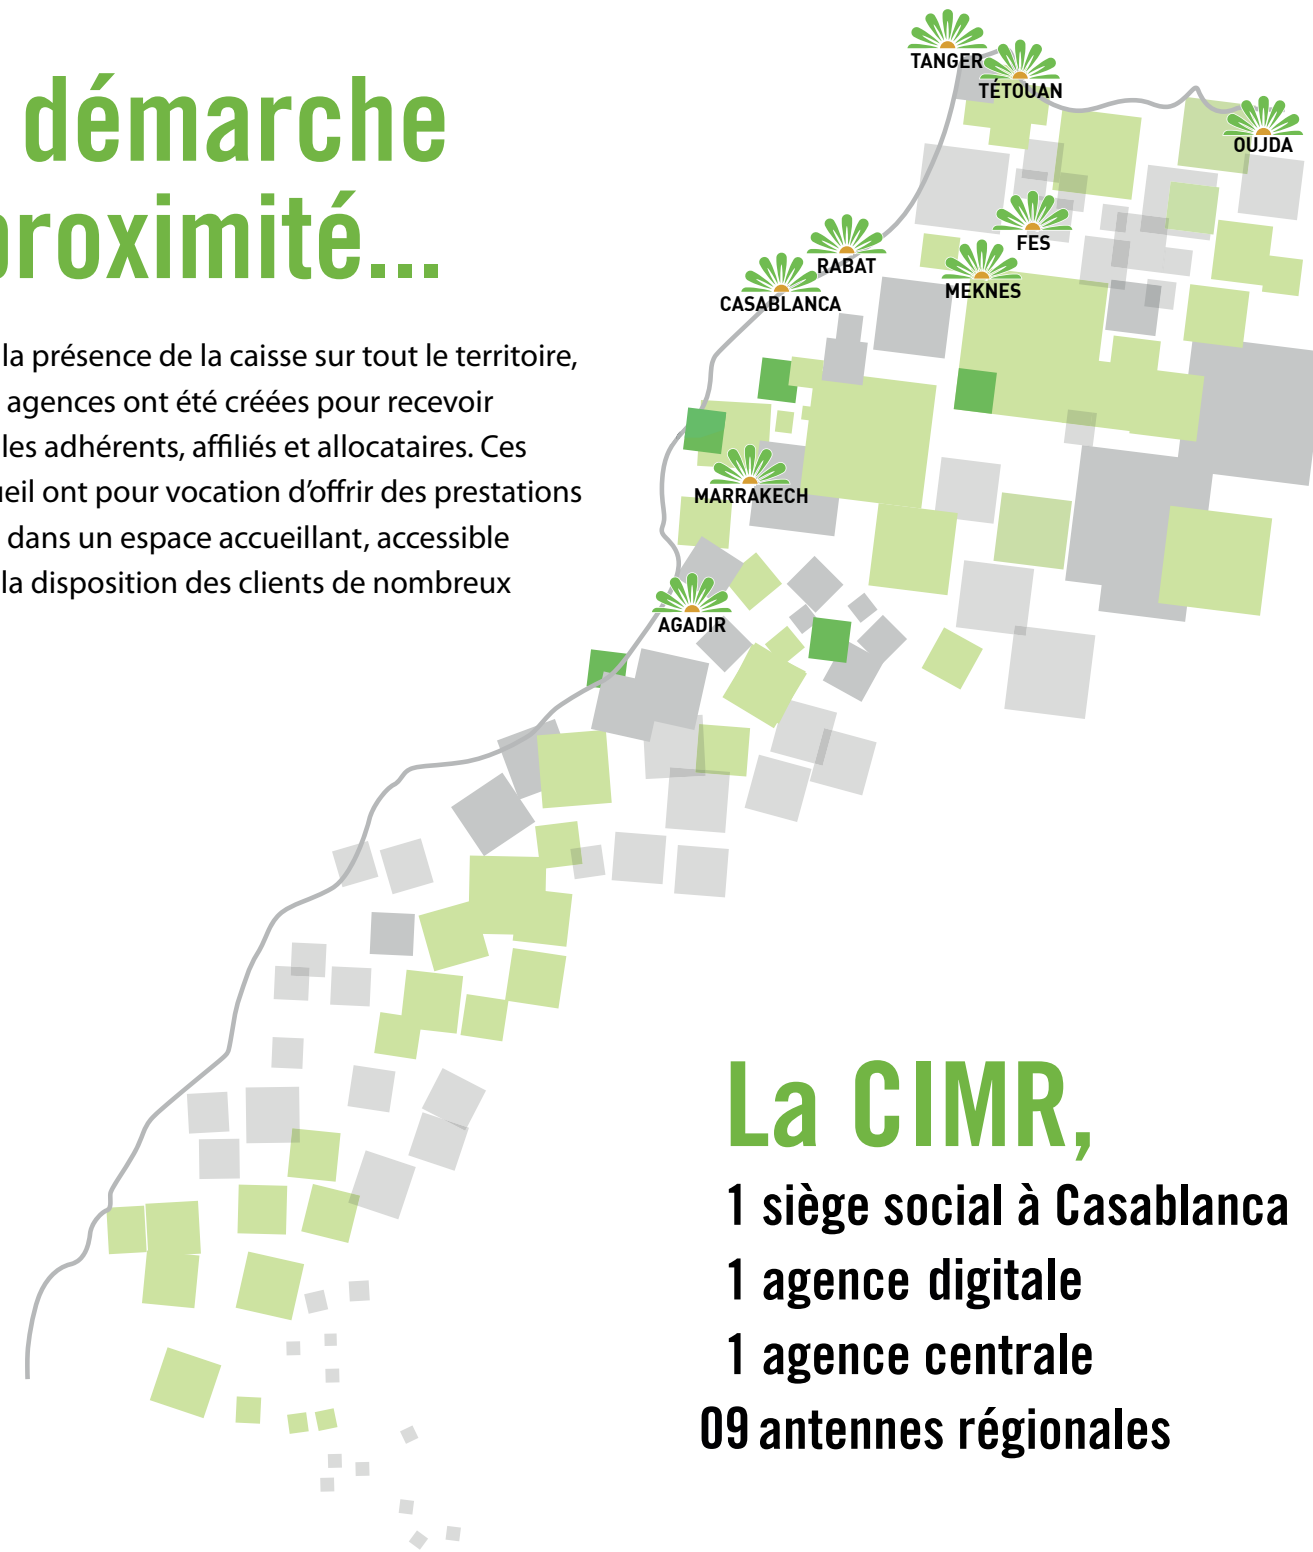 démarche
proximité...
la présence de la caisse sur tout le territoire,
agences ont été créées pour recevoir
les adhérents, affiliés et allocataires. Ces
ueil ont pour vocation d'offrir des prestations
dans un espace accueillant, accessible
la disposition des clients de nombreux
TANGER
TÉTOUAN
OUJDA
FES
RABAT
MEKNES
CASABLANCA
MARRAKECH
AGADIR
La CIMR,
1 siège social à Casablanca
1 agence digitale
1 agence centrale
09 antennes régionales